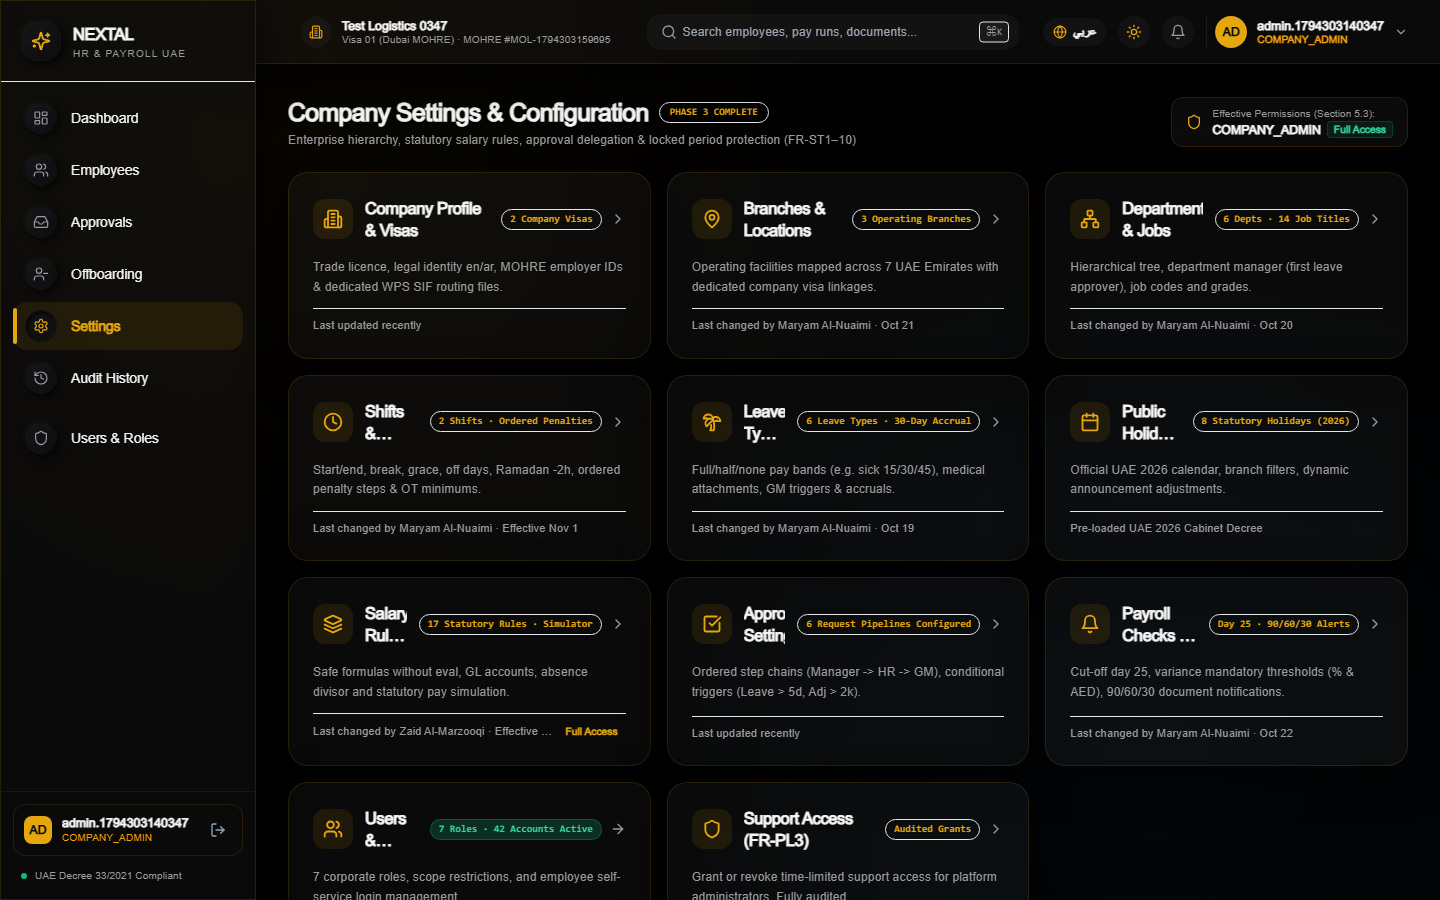 NEXTAL
HR & PAYROLL UAE
Test Logistics 0347
Visa 01 (Dubai MOHRE) · MOHRE #MOL-1794303159695
Search employees, pay runs, documents...
⌘K
عربي
AD
admin.1794303140347
COMPANY_ADMIN
Dashboard
Employees
Approvals
Offboarding
Settings
Audit History
Users & Roles
AD
admin.1794303140347
COMPANY_ADMIN
UAE Decree 33/2021 Compliant
Company Settings & Configuration
PHASE 3 COMPLETE
Enterprise hierarchy, statutory salary rules, approval delegation & locked period protection (FR-ST1–10)
Effective Permissions (Section 5.3):
COMPANY_ADMIN Full Access
Company Profile
& Visas
2 Company Visas
Trade licence, legal identity en/ar, MOHRE employer IDs
& dedicated WPS SIF routing files.
Last updated recently
Branches &
Locations
3 Operating Branches
Operating facilities mapped across 7 UAE Emirates with
dedicated company visa linkages.
Last changed by Maryam Al-Nuaimi · Oct 21
Department
& Jobs
6 Depts · 14 Job Titles
Hierarchical tree, department manager (first leave
approver), job codes and grades.
Last changed by Maryam Al-Nuaimi · Oct 20
Shifts
&...
2 Shifts · Ordered Penalties
Start/end, break, grace, off days, Ramadan -2h, ordered
penalty steps & OT minimums.
Last changed by Maryam Al-Nuaimi · Effective Nov 1
Leave
Ty...
6 Leave Types · 30-Day Accrual
Full/half/none pay bands (e.g. sick 15/30/45), medical
attachments, GM triggers & accruals.
Last changed by Maryam Al-Nuaimi · Oct 19
Public
Holid...
8 Statutory Holidays (2026)
Official UAE 2026 calendar, branch filters, dynamic
announcement adjustments.
Pre-loaded UAE 2026 Cabinet Decree
Salary
Rul...
17 Statutory Rules · Simulator
Safe formulas without eval, GL accounts, absence
divisor and statutory pay simulation.
Last changed by Zaid Al-Marzooqi · Effective ...
Full Access
Appro
Setting
6 Request Pipelines Configured
Ordered step chains (Manager -> HR -> GM), conditional
triggers (Leave > 5d, Adj > 2k).
Last updated recently
Payroll
Checks ...
Day 25 · 90/60/30 Alerts
Cut-off day 25, variance mandatory thresholds (% &
AED), 90/60/30 document notifications.
Last changed by Maryam Al-Nuaimi · Oct 22
Users
&...
7 Roles · 42 Accounts Active
7 corporate roles, scope restrictions, and employee self-
service login management.
Support Access
(FR-PL3)
Audited Grants
Grant or revoke time-limited support access for platform
administrators. Fully audited.